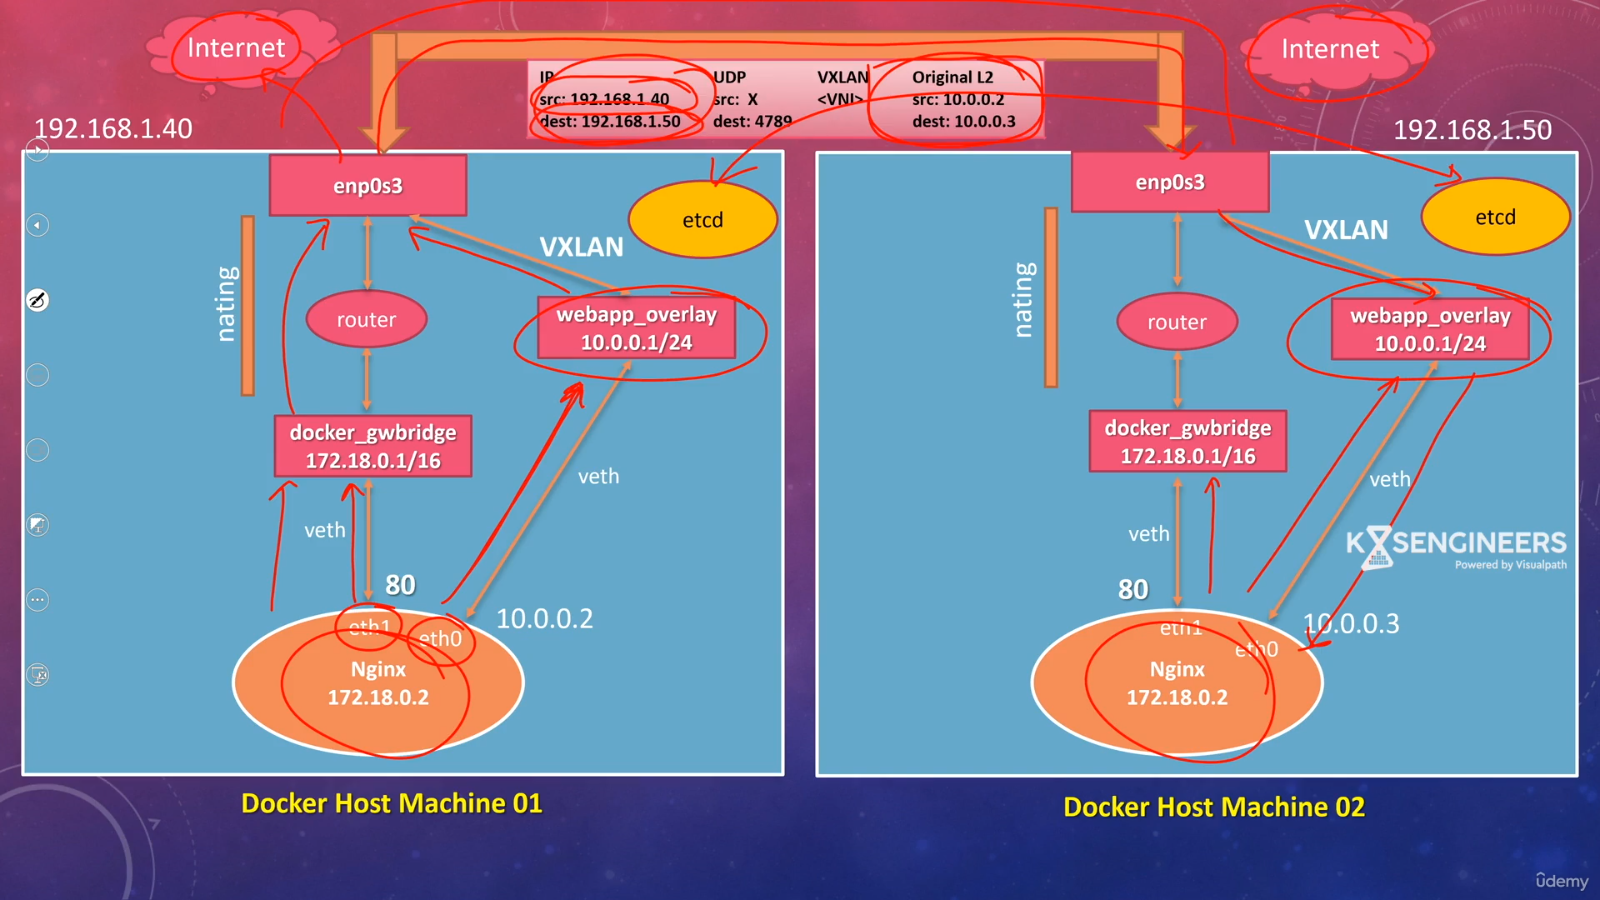 Internet
Internet
IP UDP VXLAN Original L2
src: 192.168.1.40 src: X <VNI> src: 10.0.0.2
dest: 192.168.1.50 dest: 4789 dest: 10.0.0.3
192.168.1.40
192.168.1.50
enp0s3
etcd
VXLAN
nating
router
webapp_overlay
10.0.0.1/24
docker_gwbridge
172.18.0.1/16
veth
veth
80
eth1
eth0
10.0.0.2
Nginx
172.18.0.2
Docker Host Machine 01
enp0s3
etcd
VXLAN
nating
router
webapp_overlay
10.0.0.1/24
docker_gwbridge
172.18.0.1/16
veth
veth
K8SENGINEERS
Powered by Visualpath
80
eth1
eth0
10.0.0.3
Nginx
172.18.0.2
Docker Host Machine 02
ûdemy